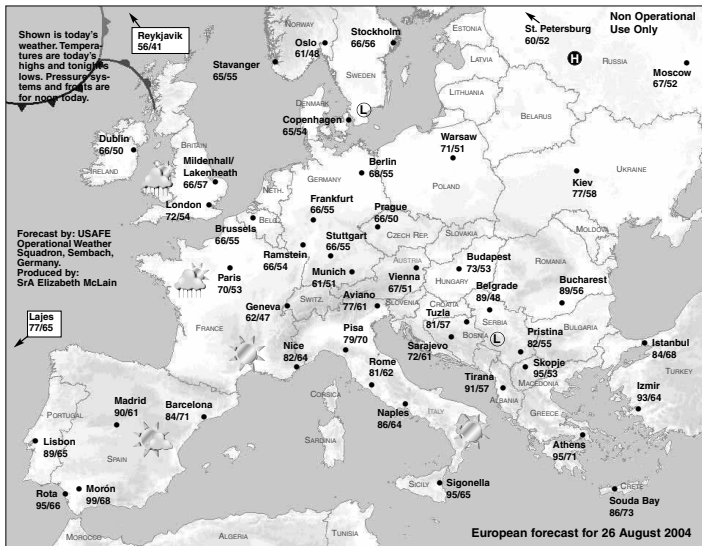 Shown is today's
weather. Tempera-
tures are today's
highs and tonight's
lows. Pressure sys-
tems and fronts are
for noon today.
Reykjavik
56/41
NORWAY
Oslo
61/48
Stockholm
66/56
ESTONIA
St. Petersburg
60/52
Non Operational
Use Only
Stavanger
65/55
SWEDEN
LATVIA
H
RUSSIA
Moscow
67/52
LITHUANIA
DENMARK
L
Copenhagen
65/54
BELARUS
Dublin
66/50
BRITAIN
IRELAND
Mildenhall/
Lakenheath
66/57
Warsaw
71/51
Berlin
68/55
NETH.
GERMANY
POLAND
UKRAINE
Kiev
77/58
London
72/54
Frankfurt
66/55
Prague
66/50
BELG.
Brussels
66/55
CZECH REP.
SLOVAKIA
MOLDOVA
Forecast by: USAFE
Operational Weather
Squadron, Sembach,
Germany.
Produced by:
SrA Elizabeth McLain
Stuttgart
66/55
Ramstein
66/54
Paris
70/53
Munich
61/51
AUSTRIA
Vienna
67/51
Budapest
73/53
HUNGARY
ROMANIA
Belgrade
89/48
Bucharest
89/56
Lajes
77/65
Geneva
62/47
SWITZ.
Aviano
77/61
SLOVENIA
CROATIA
Tuzla
81/57
BOSNIA
SERBIA
FRANCE
Pisa
79/70
Sarajevo
72/61
L
Pristina
82/55
BULGARIA
Istanbul
84/68
Nice
82/64
Rome
81/62
Skopje
95/53
MACEDONIA
TURKEY
Madrid
90/61
Barcelona
84/71
CORSICA
Tirana
91/57
ALBANIA
Izmir
93/64
PORTUGAL
Naples
86/64
ITALY
GREECE
Lisbon
89/65
SPAIN
SARDINIA
Athens
95/71
Rota
95/66
Morón
99/68
SICILY
Sigonella
95/65
CRETE
Souda Bay
86/73
MOROCCO
ALGERIA
TUNISIA
European forecast for 26 August 2004